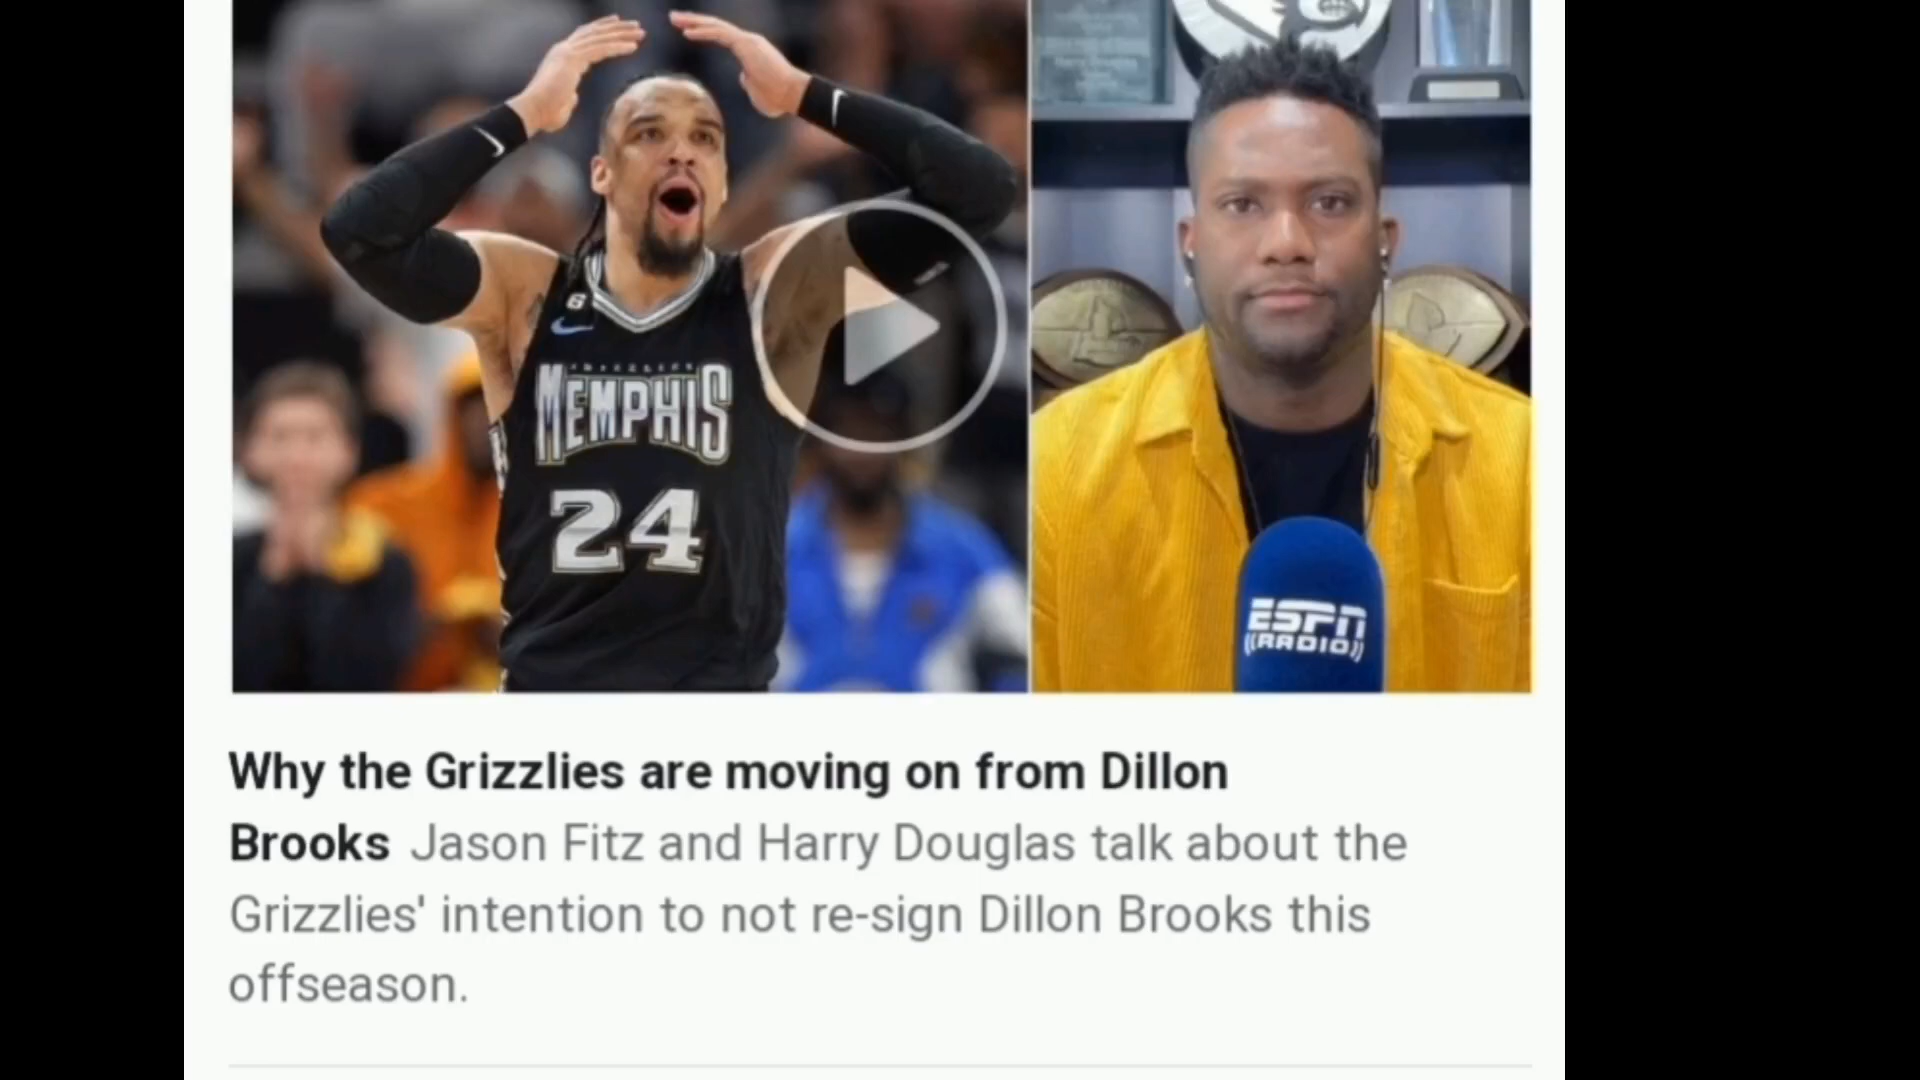 6
MEMPHIS
24
ESPN
RADIO
Why the Grizzlies are moving on from Dillon
Brooks Jason Fitz and Harry Douglas talk about the
Grizzlies' intention to not re-sign Dillon Brooks this
offseason.